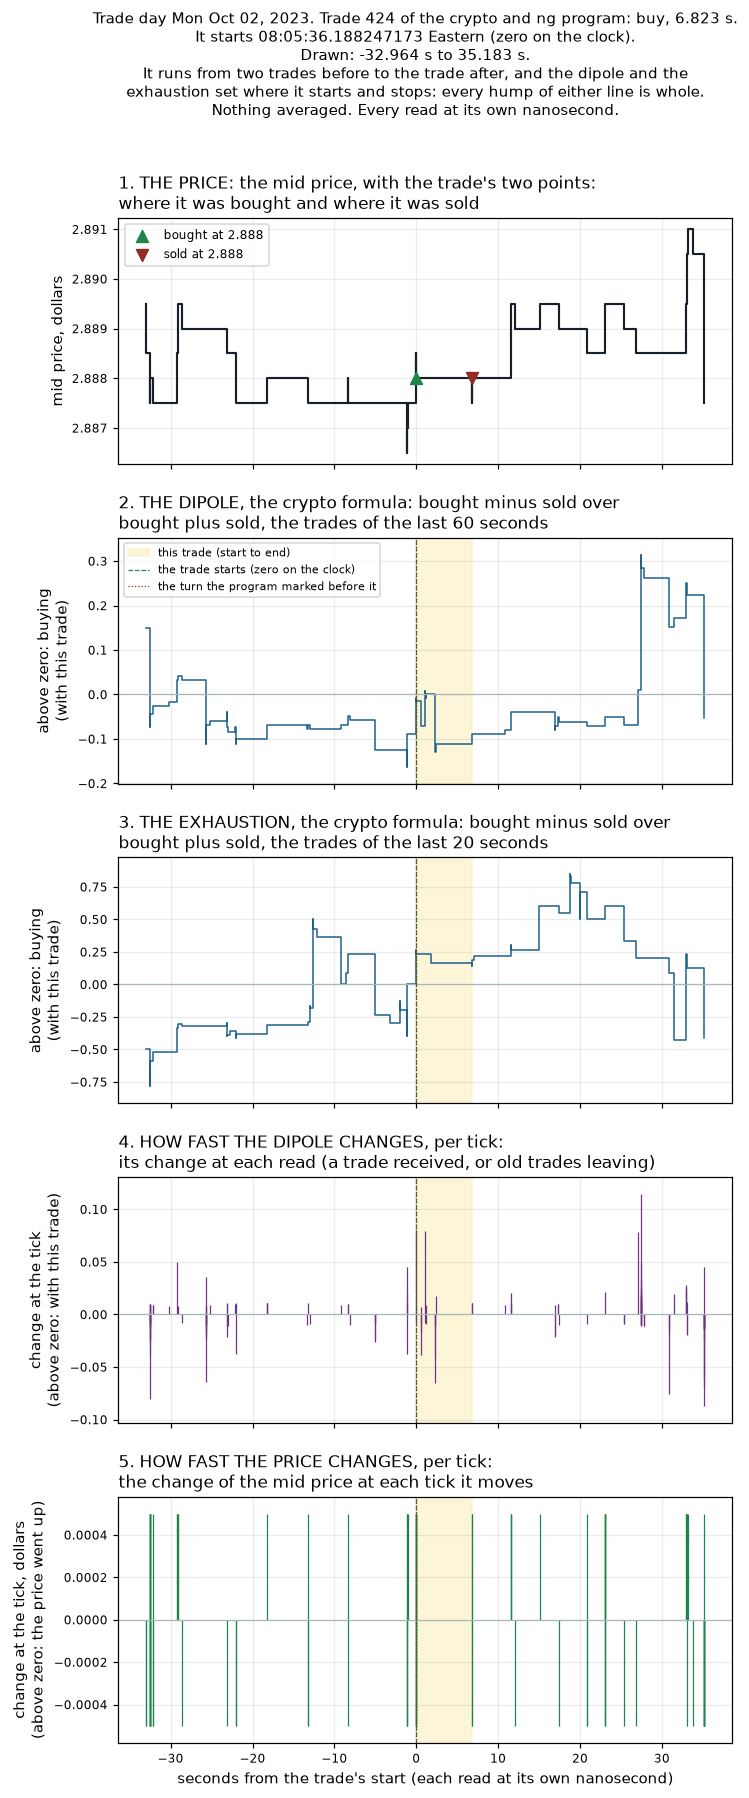 Trade day Mon Oct 02, 2023. Trade 424 of the crypto and ng program: buy, 6.823 s.
It starts 08:05:36.188247173 Eastern (zero on the clock).
Drawn: -32.964 s to 35.183 s.
It runs from two trades before to the trade after, and the dipole and the
exhaustion set where it starts and stops: every hump of either line is whole.
Nothing averaged. Every read at its own nanosecond.
1. THE PRICE: the mid price, with the trade's two points:
where it was bought and where it was sold
bought at 2.888
sold at 2.888
2.891
2.890
2.889
2.888
2.887
mid price, dollars
2. THE DIPOLE, the crypto formula: bought minus sold over
bought plus sold, the trades of the last 60 seconds
this trade (start to end)
the trade starts (zero on the clock)
the turn the program marked before it
0.3
0.2
0.1
0.0
−0.1
−0.2
above zero: buying
(with this trade)
3. THE EXHAUSTION, the crypto formula: bought minus sold over
bought plus sold, the trades of the last 20 seconds
0.75
0.50
0.25
0.00
−0.25
−0.50
−0.75
above zero: buying
(with this trade)
4. HOW FAST THE DIPOLE CHANGES, per tick:
its change at each read (a trade received, or old trades leaving)
0.10
0.05
0.00
−0.05
−0.10
change at the tick
(above zero: with this trade)
5. HOW FAST THE PRICE CHANGES, per tick:
the change of the mid price at each tick it moves
0.0004
0.0002
0.0000
−0.0002
−0.0004
change at the tick, dollars
(above zero: the price went up)
−30
−20
−10
0
10
20
30
seconds from the trade's start (each read at its own nanosecond)